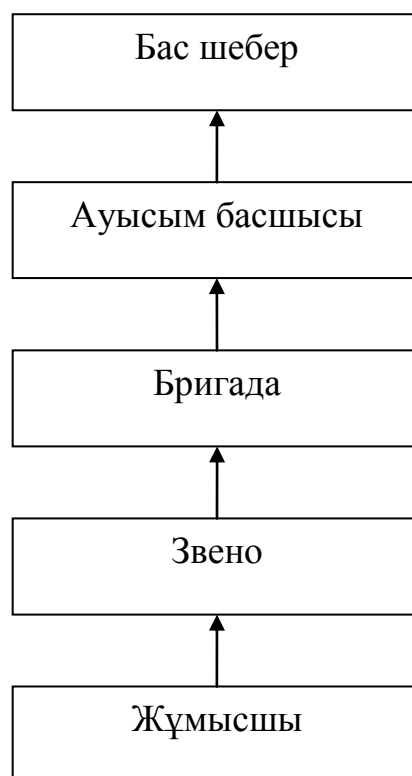 Бас шебер
Ауысым басшысы
Бригада
Звено
Жұмысшы